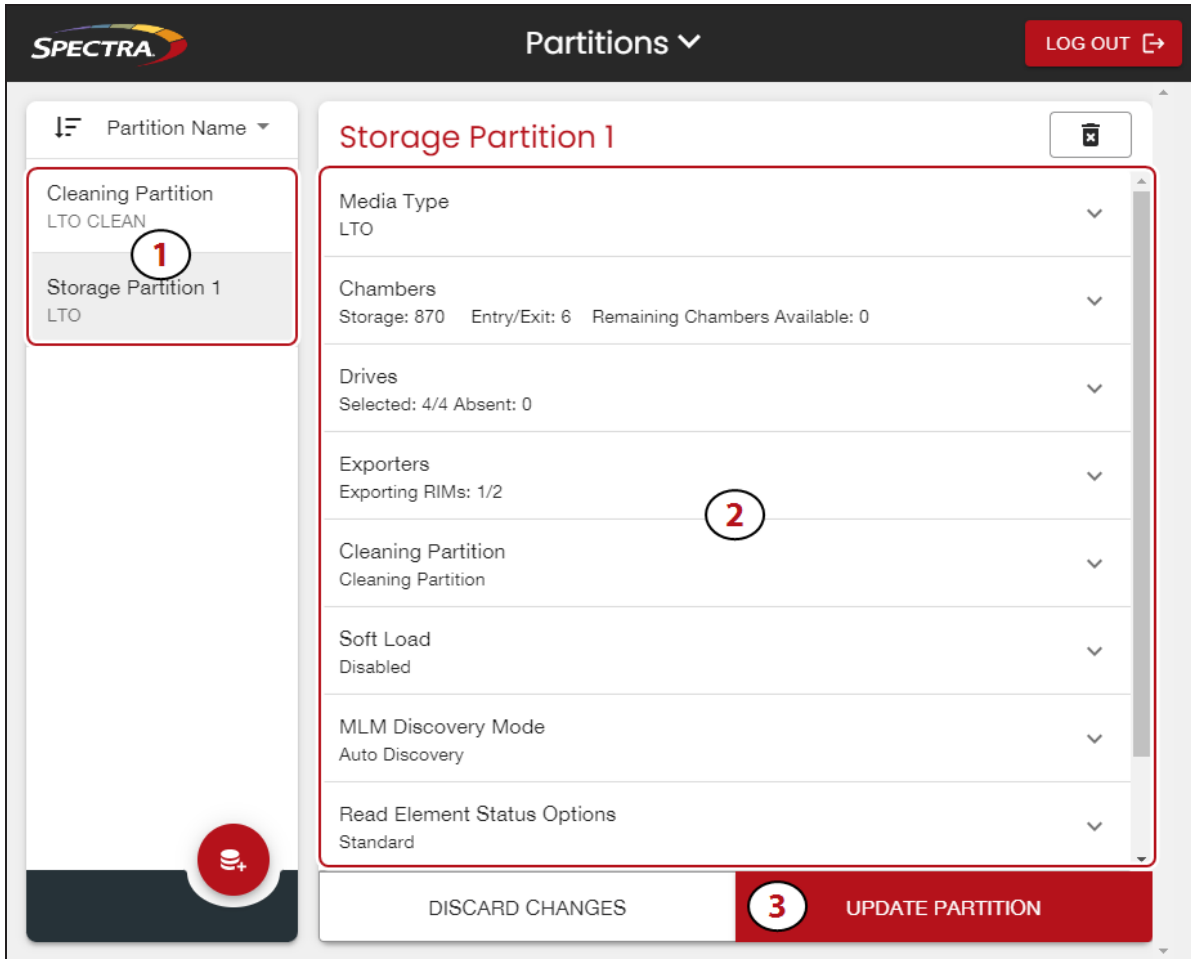 SPECTRA
Partitions
LOG OUT
Partition Name
Cleaning Partition
LTO CLEAN
1
Storage Partition 1
LTO
Storage Partition 1
Media Type
LTO
Chambers
Storage: 870 Entry/Exit: 6 Remaining Chambers Available: 0
Drives
Selected: 4/4 Absent: 0
Exporters
Exporting RIMs: 1/2
2
Cleaning Partition
Cleaning Partition
Soft Load
Disabled
MLM Discovery Mode
Auto Discovery
Read Element Status Options
Standard
DISCARD CHANGES
3
UPDATE PARTITION